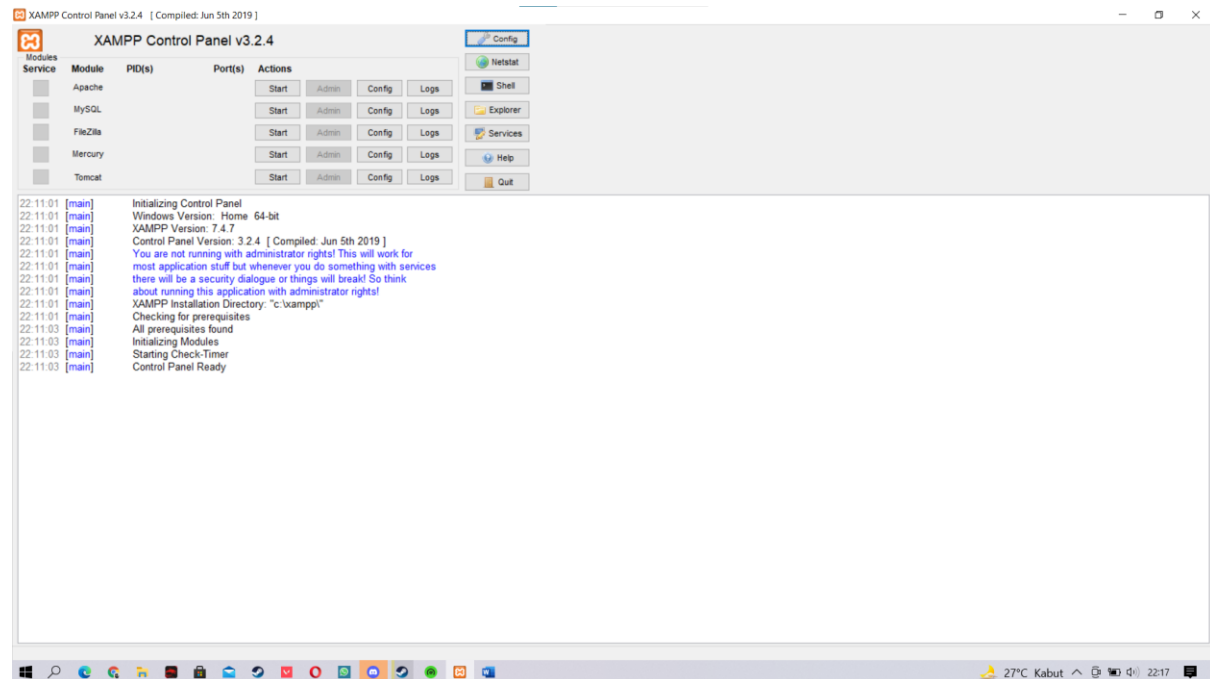 XAMPP Control Panel v3.2.4 [ Compiled: Jun 5th 2019 ]
XAMPP Control Panel v3.2.4
Config
Modules
Service Module PID(s) Port(s) Actions
Netstat
Apache Start Admin Config Logs
Shell
MySQL Start Admin Config Logs
Explorer
FileZilla Start Admin Config Logs
Services
Mercury Start Admin Config Logs
Help
Tomcat Start Admin Config Logs
Quit
22:11:01 [main] Initializing Control Panel
22:11:01 [main] Windows Version: Home 64-bit
22:11:01 [main] XAMPP Version: 7.4.7
22:11:01 [main] Control Panel Version: 3.2.4 [ Compiled: Jun 5th 2019 ]
22:11:01 [main] You are not running with administrator rights! This will work for
22:11:01 [main] most application stuff but whenever you do something with services
22:11:01 [main] there will be a security dialogue or things will break! So think
22:11:01 [main] about running this application with administrator rights!
22:11:01 [main] XAMPP Installation Directory: "c:\xampp\"
22:11:01 [main] Checking for prerequisites
22:11:03 [main] All prerequisites found
22:11:03 [main] Initializing Modules
22:11:03 [main] Starting Check-Timer
22:11:03 [main] Control Panel Ready
27°C Kabut 22:17